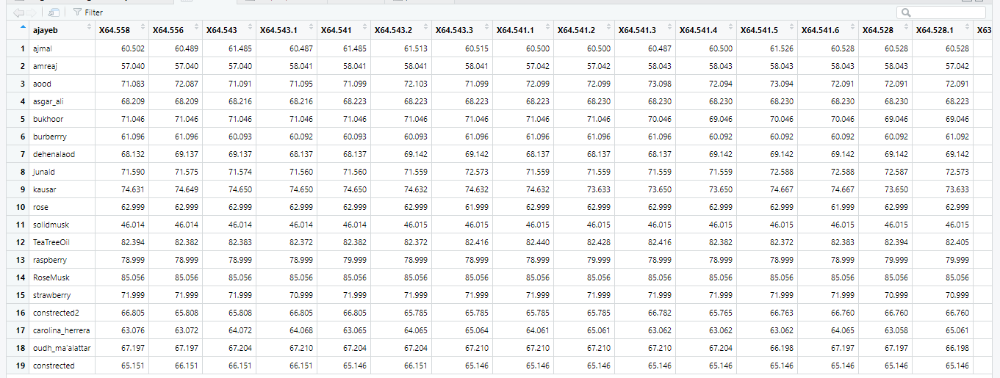 Filter
ajayeb X64.558 X64.556 X64.543 X64.543.1 X64.541 X64.543.2 X64.543.3 X64.541.1 X64.541.2 X64.541.3 X64.541.4 X64.541.5 X64.541.6 X64.528 X64.528.1 X63
1 ajmal 60.502 60.489 61.485 60.487 61.485 61.513 60.515 60.500 60.500 60.487 60.500 61.526 60.528 60.528 60.528
2 amreaj 57.040 57.040 57.040 58.041 58.041 58.041 58.041 57.042 57.042 58.043 58.043 58.043 58.043 58.043 57.042
3 aood 71.083 72.087 71.091 71.095 71.099 72.103 71.099 72.099 72.099 73.098 72.094 73.094 72.091 72.091 72.091
4 asgar_ali 68.209 68.209 68.216 68.216 68.223 68.223 68.223 68.223 68.230 68.230 68.230 68.230 68.230 68.230 68.223
5 bukhoor 71.046 71.046 71.046 71.046 71.046 71.046 71.046 71.046 71.046 70.046 69.046 70.046 70.046 69.046 69.046
6 burberrry 61.096 61.096 60.093 60.092 60.093 60.093 61.096 61.096 61.096 61.096 60.092 60.092 60.092 60.092 61.092
7 dehenalaod 68.132 69.137 69.137 68.137 68.137 69.142 69.142 68.137 68.137 68.137 69.142 69.142 69.142 69.142 69.142
8 junaid 71.590 71.575 71.574 71.560 71.560 71.559 72.573 71.559 71.559 71.559 71.559 72.588 72.588 72.587 72.573
9 kausar 74.631 74.649 74.650 74.650 74.650 74.632 74.632 74.632 73.633 73.650 73.650 74.667 74.667 73.650 73.633
10 rose 62.999 62.999 62.999 62.999 62.999 62.999 61.999 62.999 62.999 62.999 62.999 62.999 61.999 62.999 62.999
11 solidmusk 46.014 46.014 46.014 46.014 46.014 46.015 46.015 46.015 46.015 46.015 46.015 46.015 46.015 46.015 46.015
12 TeaTreeOil 82.394 82.382 82.383 82.372 82.382 82.372 82.416 82.440 82.428 82.416 82.382 82.372 82.383 82.394 82.405
13 raspberry 78.999 78.999 78.999 78.999 79.999 78.999 78.999 78.999 79.999 78.999 78.999 78.999 78.999 79.999 79.999
14 RoseMusk 85.056 85.056 85.056 85.056 85.056 85.056 85.056 85.056 85.056 85.056 85.056 85.056 85.056 85.056 85.056
15 strawberry 71.999 71.999 71.999 70.999 71.999 71.999 71.999 71.999 71.999 71.999 71.999 71.999 71.999 70.999 70.999
16 constrected2 66.805 65.808 65.808 66.805 66.805 65.785 65.785 65.785 65.785 66.782 65.765 66.763 66.760 66.760 66.760
17 carolina_herrera 63.076 63.072 64.072 64.068 63.065 64.065 65.064 64.061 65.061 63.062 63.062 63.062 64.065 63.058 65.061
18 oudh_ma'alattar 67.197 67.197 67.204 67.210 67.204 67.204 67.210 67.210 67.210 67.210 67.204 66.198 67.197 67.197 66.198
19 constrected 65.151 66.151 66.151 66.151 65.146 66.151 65.146 65.146 65.146 65.146 65.146 65.146 65.146 65.146 65.146